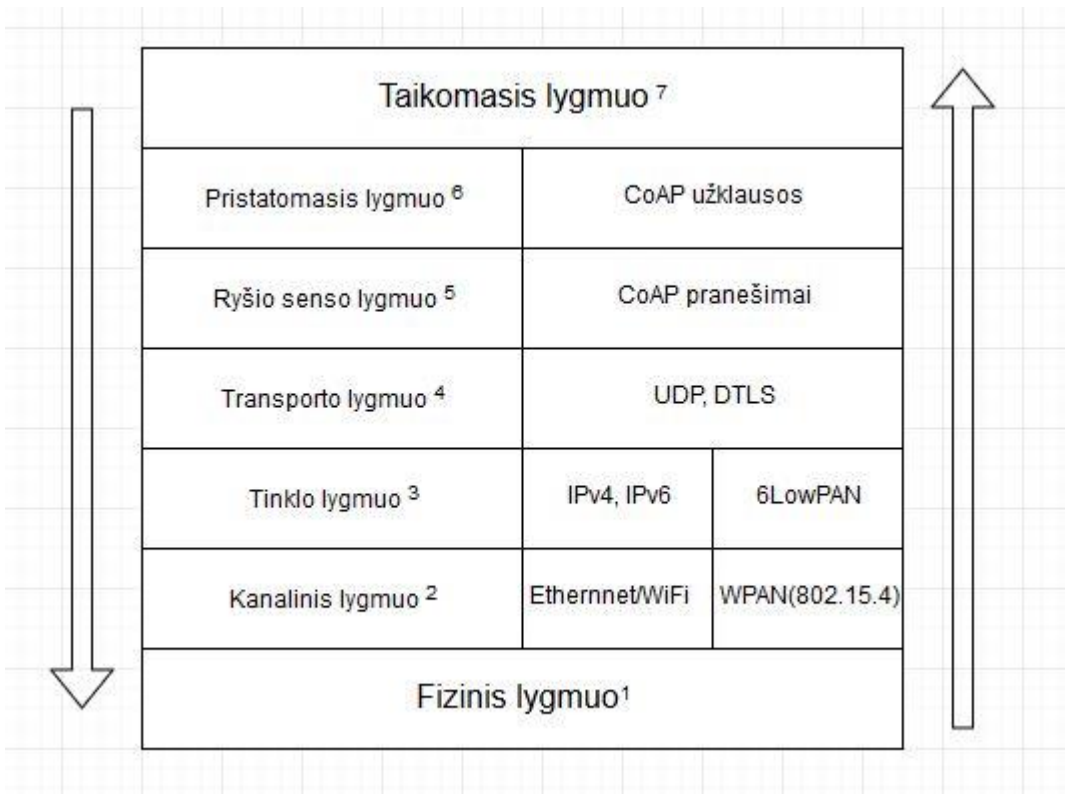 Taikomasis lygmuo ⁷
Pristatomasis lygmuo ⁶
CoAP užklausos
Ryšio senso lygmuo ⁵
CoAP pranešimai
Transporto lygmuo ⁴
UDP, DTLS
Tinklo lygmuo ³
IPv4, IPv6
6LowPAN
Kanalinis lygmuo ²
Ethernnet/WiFi
WPAN(802.15.4)
Fizinis lygmuo¹